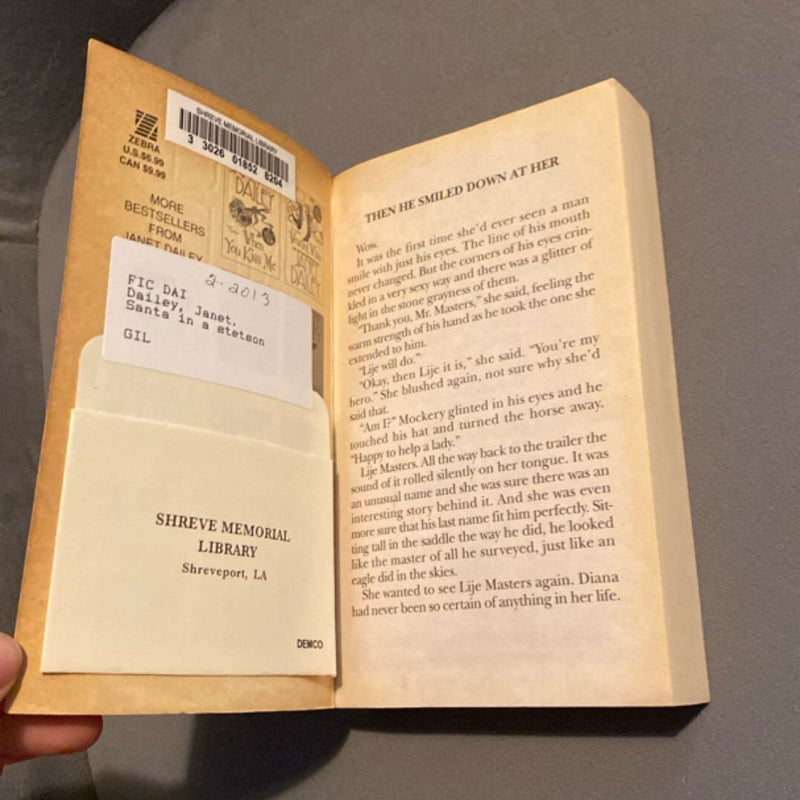 ZEBRA
U.S.$6.99
CAN $9.99
SHREVE MEMORIAL LIBRARY
3 3026 01852 8204
MORE
BESTSELLERS
FROM
JANET DAILEY
DAILEY
When
You Kiss Me
DAILEY
2-2013
FIC DAI
Dailey, Janet.
Santa in a stetson
GIL
SHREVE MEMORIAL
LIBRARY
Shreveport, LA
DEMCO
THEN HE SMILED DOWN AT HER
Wow.
It was the first time she'd ever seen a man
smile with just his eyes. The line of his mouth
never changed. But the corners of his eyes crin-
kled in a very sexy way and there was a glitter of
light in the stone grayness of them.
"Thank you, Mr. Masters," she said, feeling the
warm strength of his hand as he took the one she
extended to him.
"Lije will do."
"Okay, then Lije it is," she said. "You're my
hero." She blushed again, not sure why she'd
said that.
"Am I?" Mockery glinted in his eyes and he
touched his hat and turned the horse away.
"Happy to help a lady."
Lije Masters. All the way back to the trailer the
sound of it rolled silently on her tongue. It was
an unusual name and she was sure there was an
interesting story behind it. And she was even
more sure that his last name fit him perfectly. Sit-
ting tall in the saddle the way he did, he looked
like the master of all he surveyed, just like an
eagle did in the skies.
She wanted to see Lije Masters again. Diana
had never been so certain of anything in her life.